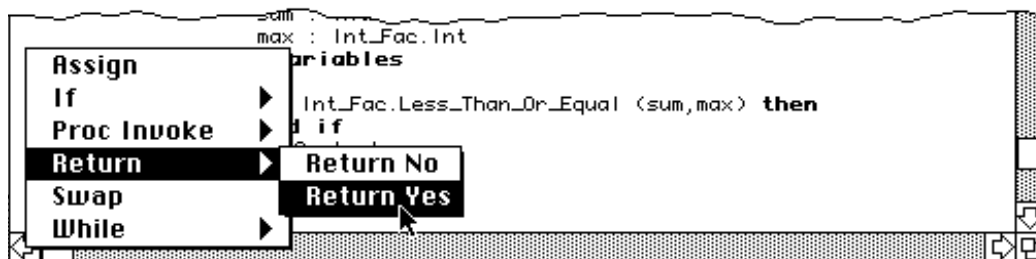 max : Int_Fac.Int
Assign
If
Proc Invoke
Return
Swap
While
Return No
Return Yes
Int_Fac.Less_Than_Or_Equal (sum,max) then
if